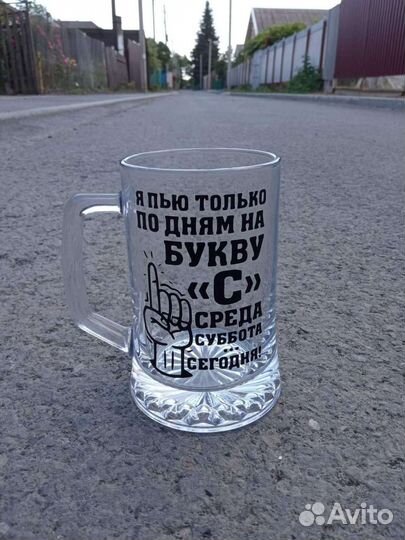 Я ПЬЮ ТОЛЬКО
ПО ДНЯМ НА
БУКВУ
«С»
СРЕДА
СУББОТА
...
СЕГОДНЯ!
Avito